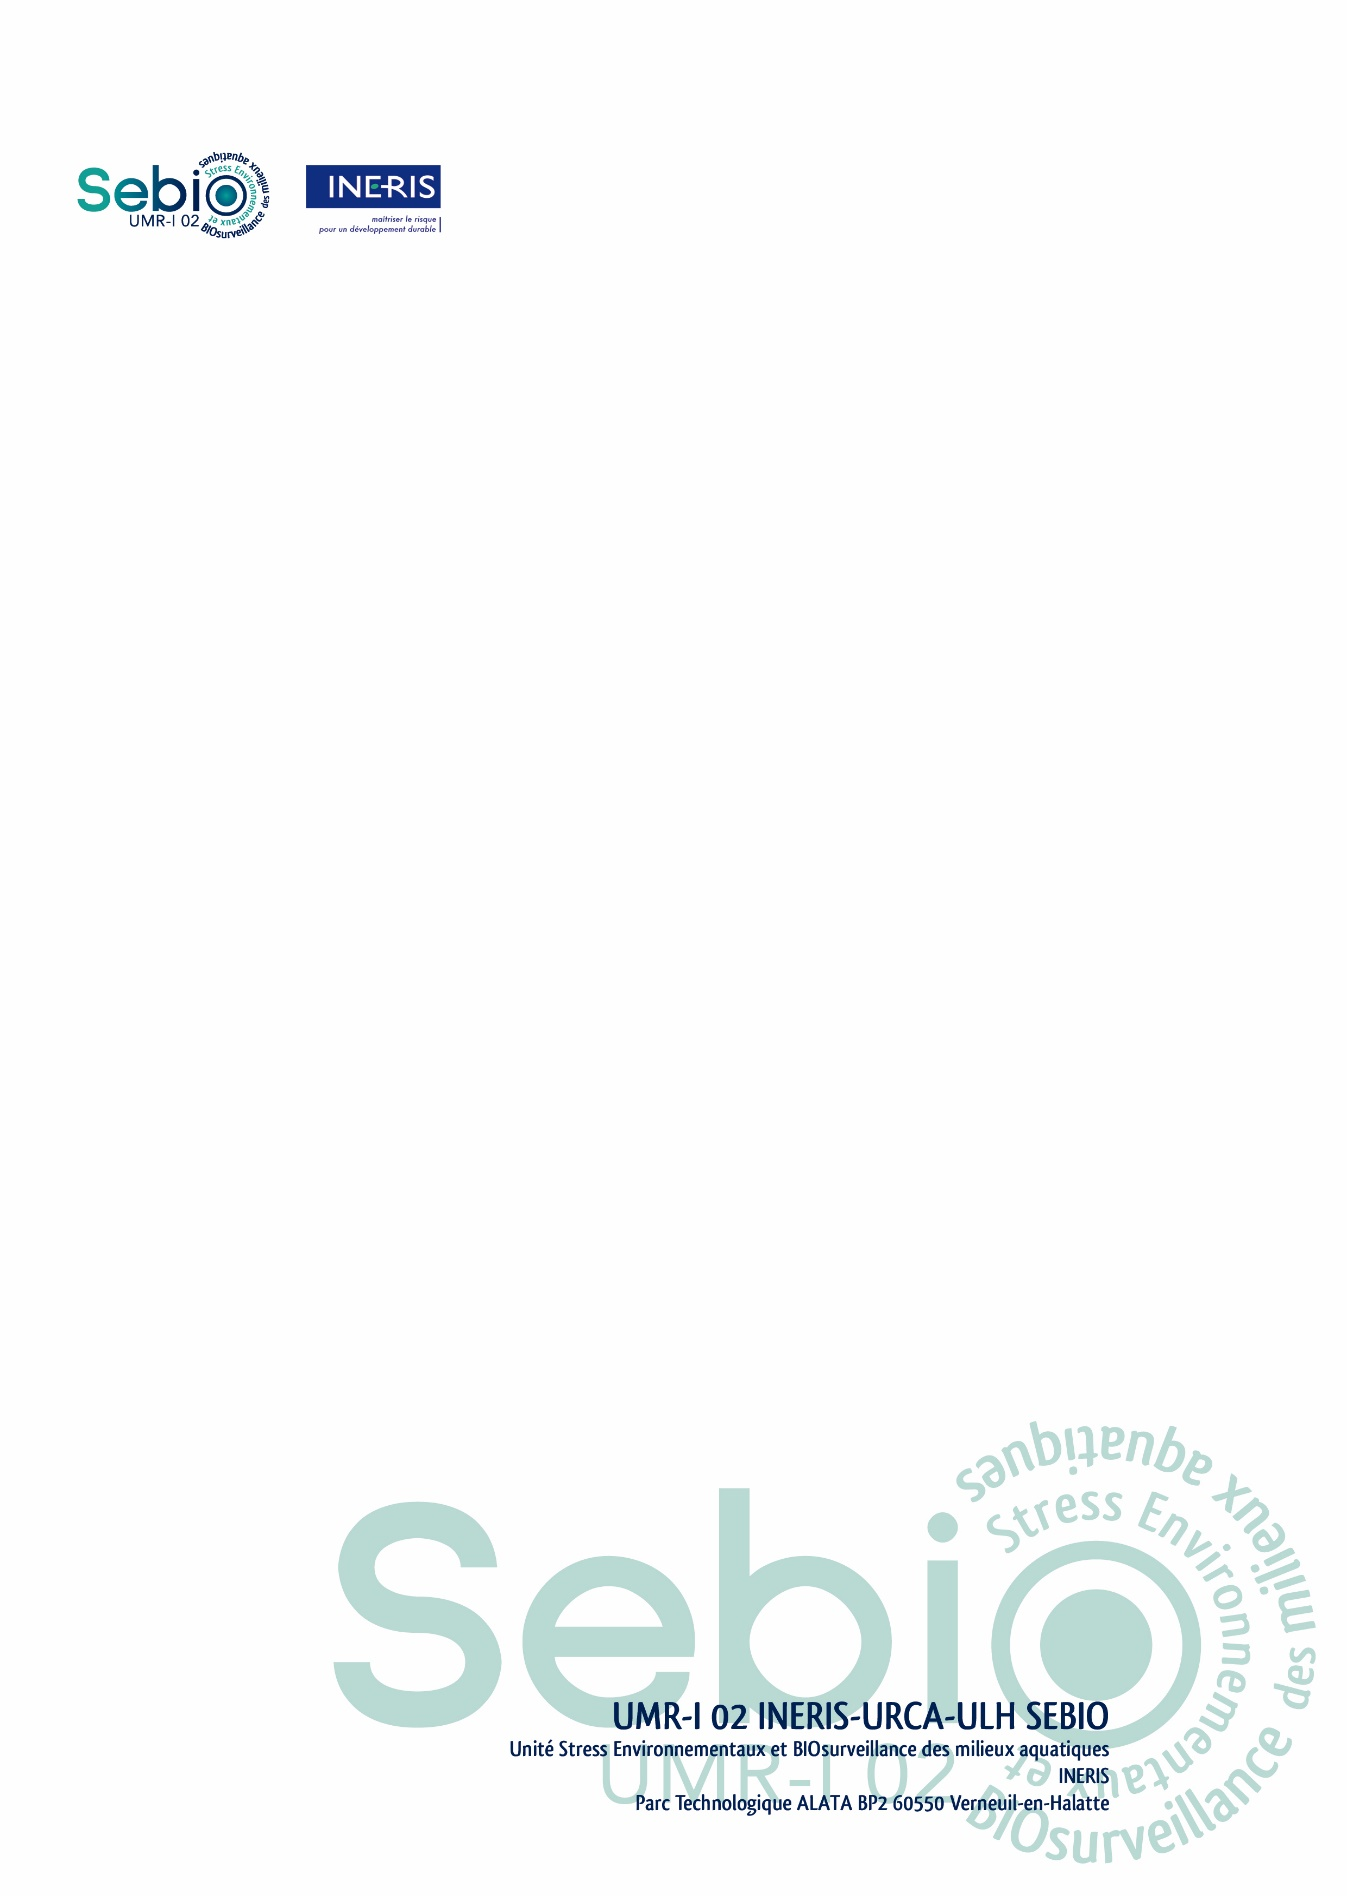 Sebio
UMR-I 02
Stress Environnementaux et
BIOsurveillance des milieux aquatiques
INERIS
maîtriser le risque
pour un développement durable
Sebio
UMR-I 02
Stress Environnementaux et
BIOsurveillance des milieux aquatiques
UMR-I 02 INERIS-URCA-ULH SEBIO
Unité Stress Environnementaux et BIOsurveillance des milieux aquatiques
INERIS
Parc Technologique ALATA BP2 60550 Verneuil-en-Halatte